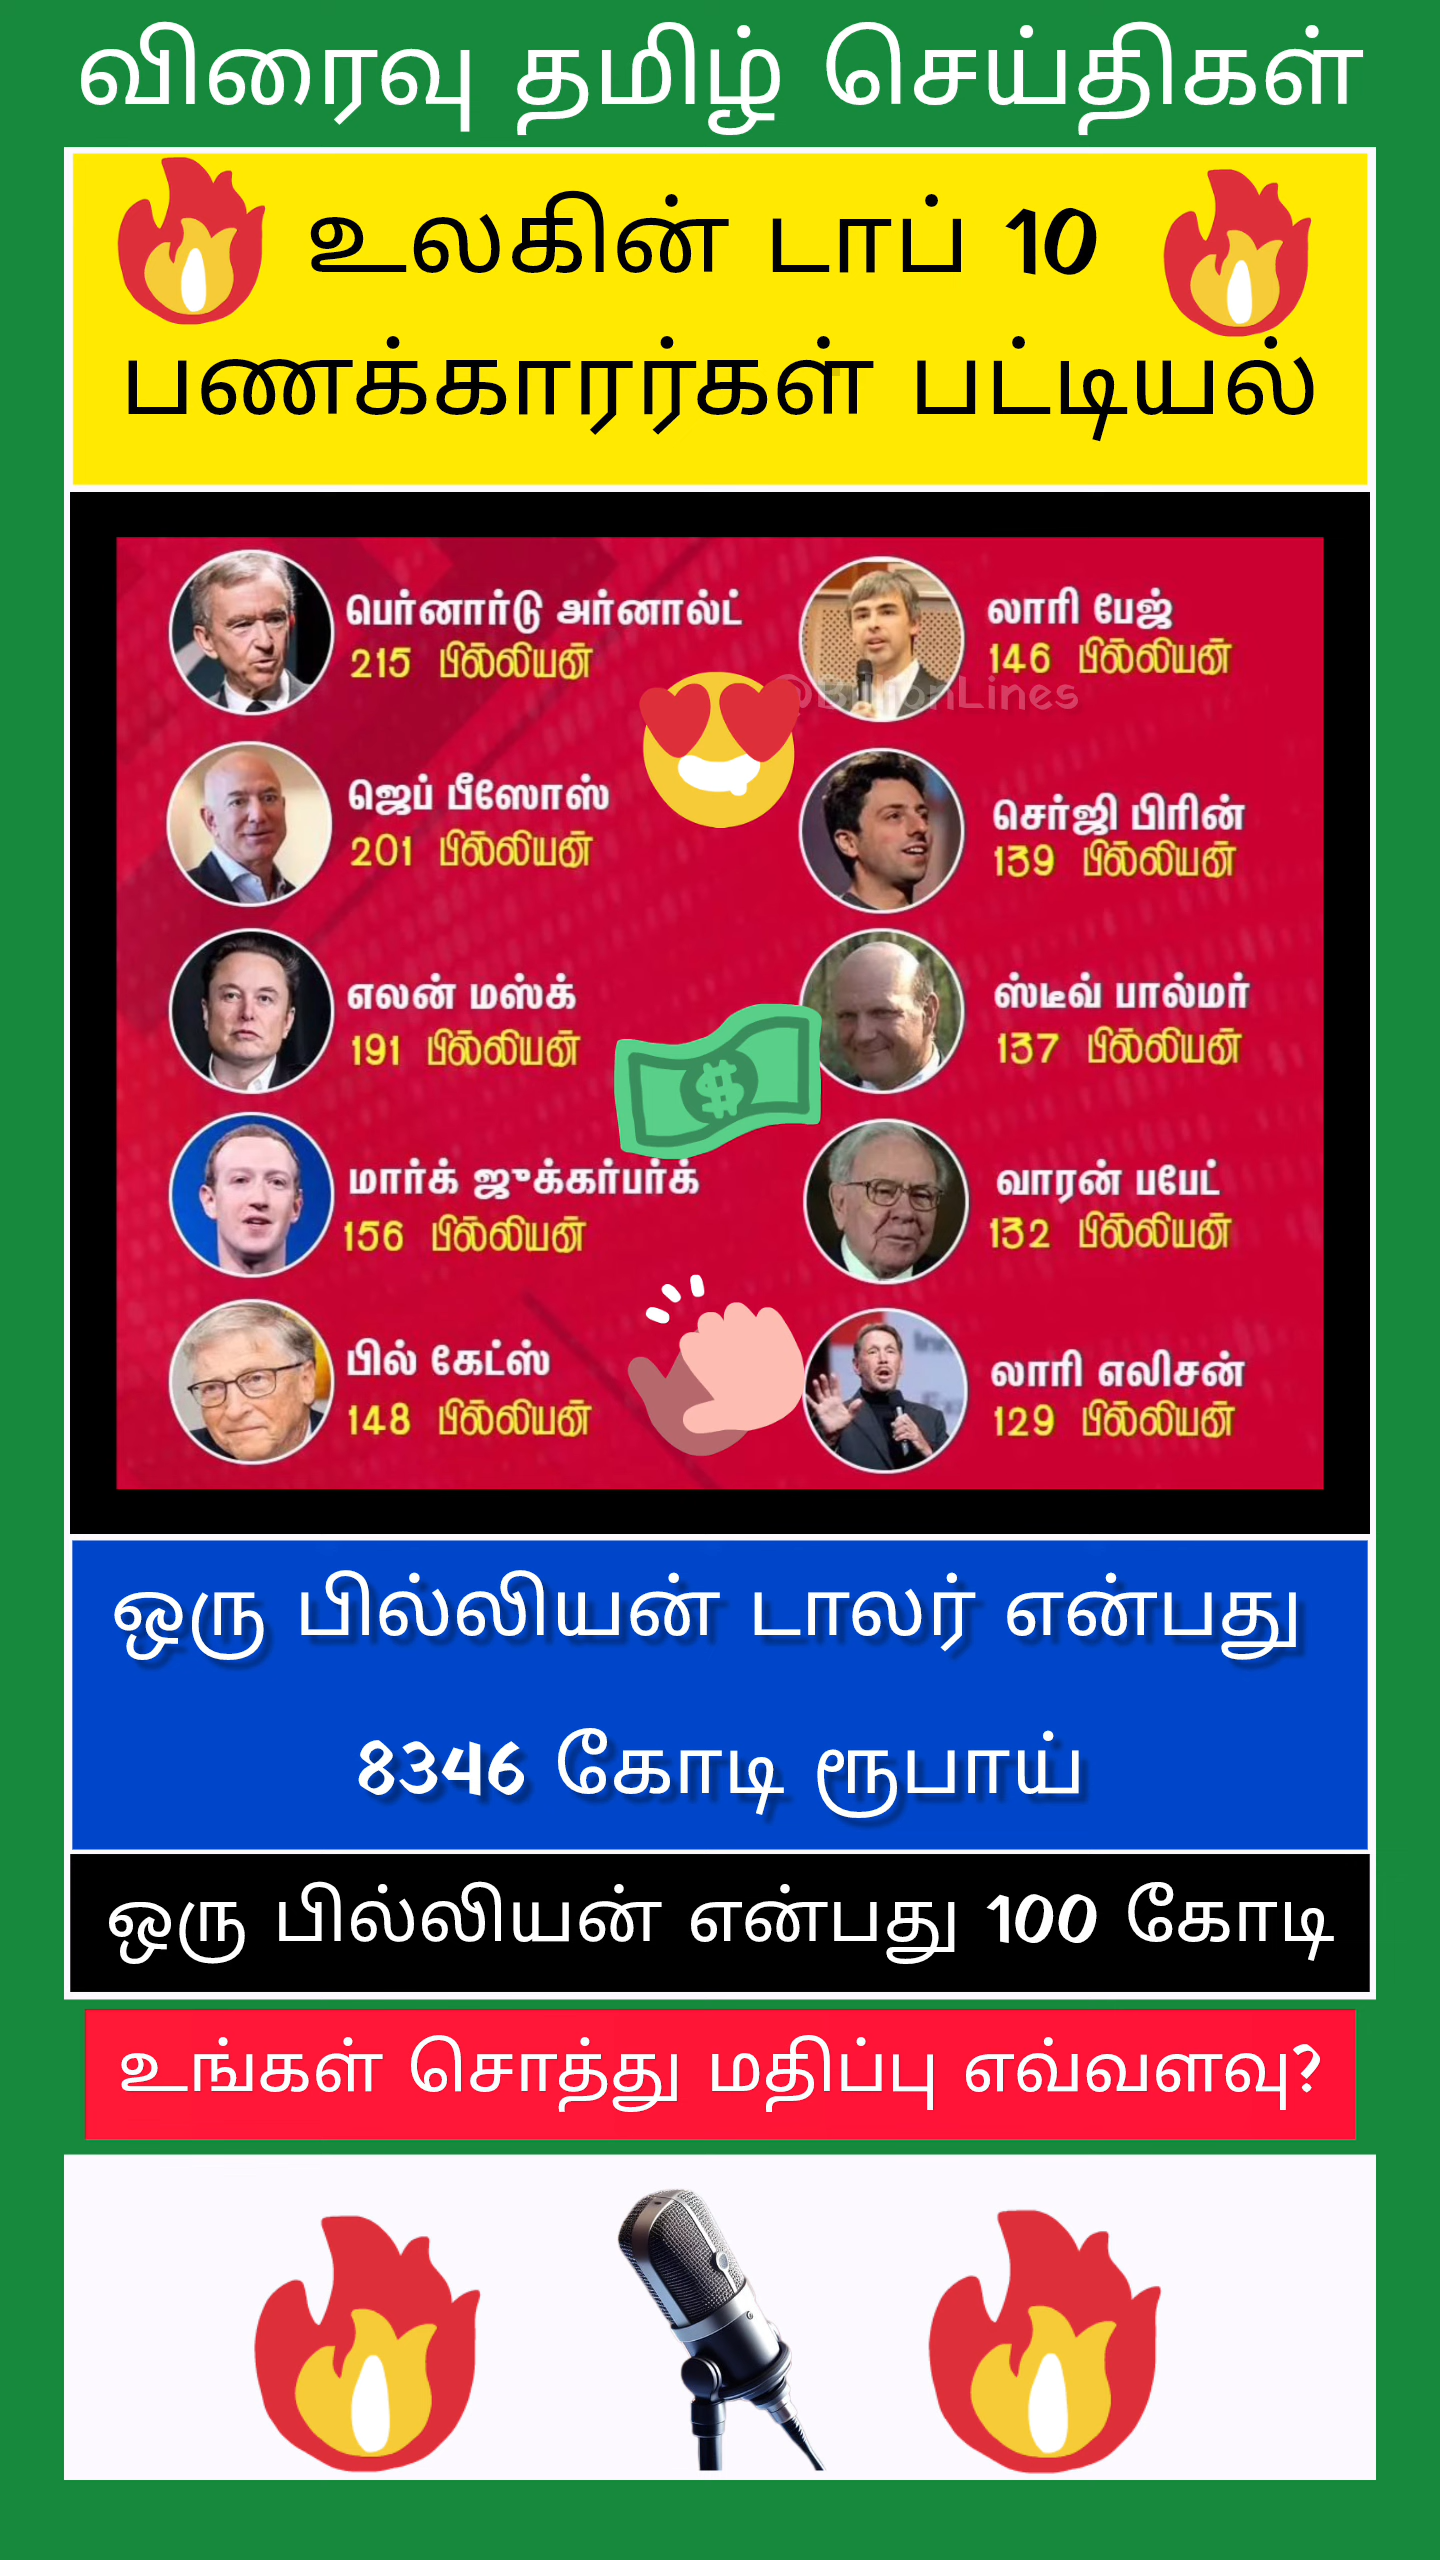 விரைவு தமிழ் செய்திகள்
உலகின் டாப் 10
பணக்காரர்கள் பட்டியல்
பெர்னார்டு அர்னால்ட்
215 பில்லியன்
ஜெப் பீஸோஸ்
201 பில்லியன்
எலன் மஸ்க்
191 பில்லியன்
மார்க் ஜுக்கர்பர்க்
156 பில்லியன்
பில் கேட்ஸ்
148 பில்லியன்
லாரி பேஜ்
146 பில்லியன்
@BillionLines
செர்ஜி பிரின்
139 பில்லியன்
ஸ்டீவ் பால்மர்
137 பில்லியன்
வாரன் பபேட்
132 பில்லியன்
லாரி எலிசன்
129 பில்லியன்
ஒரு பில்லியன் டாலர் என்பது
8346 கோடி ரூபாய்
ஒரு பில்லியன் என்பது 100 கோடி
உங்கள் சொத்து மதிப்பு எவ்வளவு?